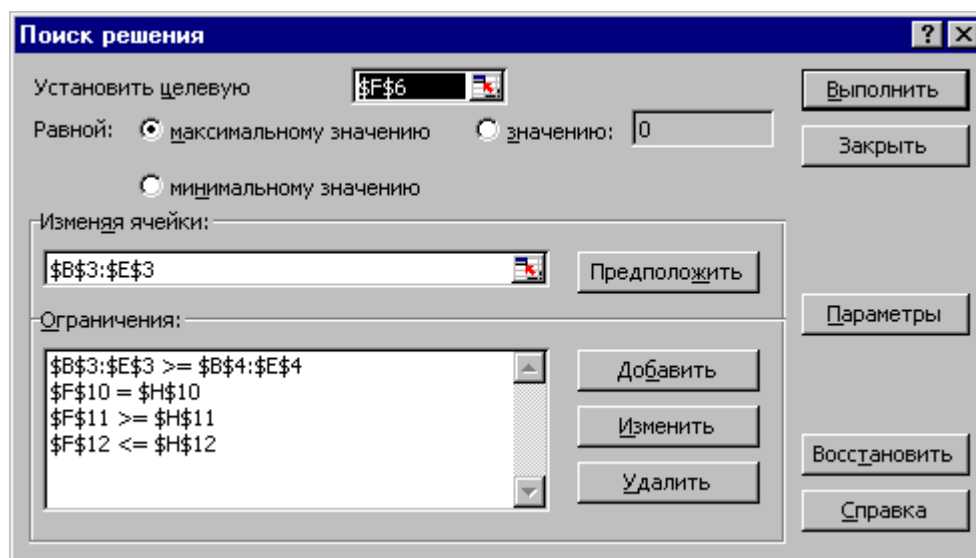 Поиск решения
Установить целевую $F$6
Выполнить
Равной: максимальному значению значению: 0
Закрыть
минимальному значению
Изменяя ячейки:
$B$3:$E$3
Предположить
Параметры
Ограничения:
$B$3:$E$3 >= $B$4:$E$4
$F$10 = $H$10
$F$11 >= $H$11
$F$12 <= $H$12
Добавить
Изменить
Удалить
Восстановить
Справка